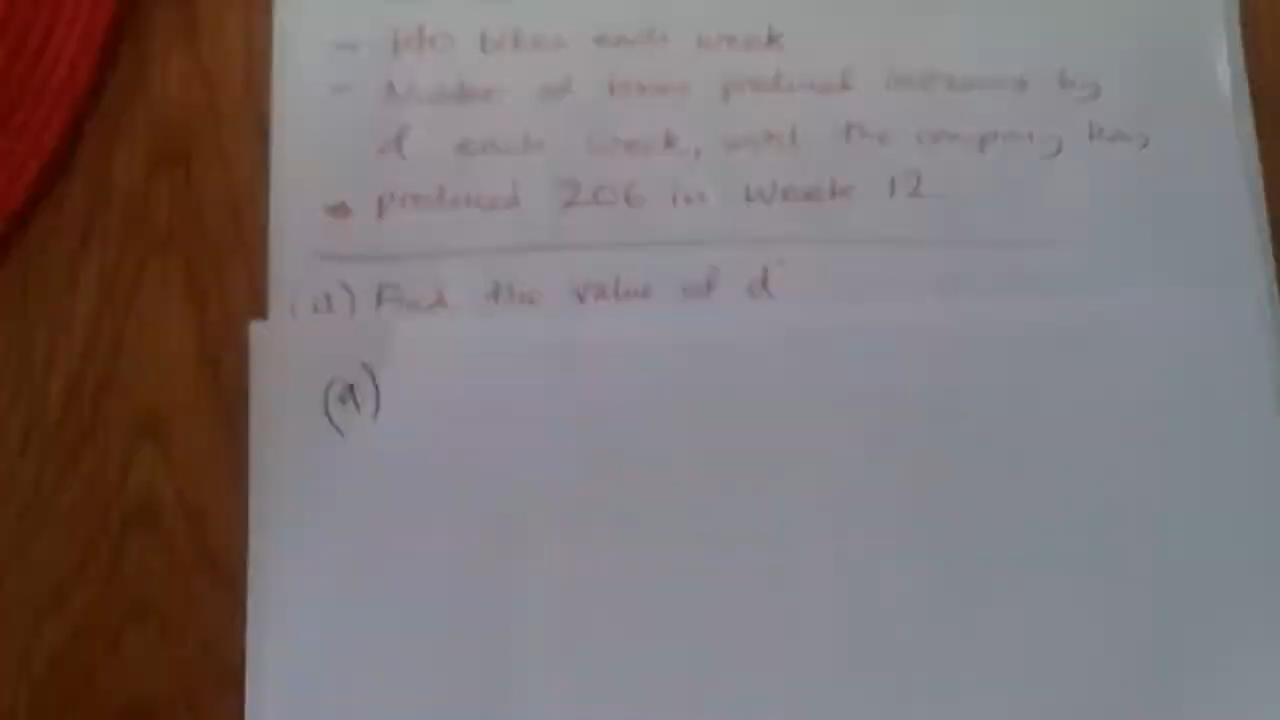 - 140 bikes each week
- Number of items produced increases by
d each week, until the company has
produced 206 in week 12
(a) Find the value of d
(a)